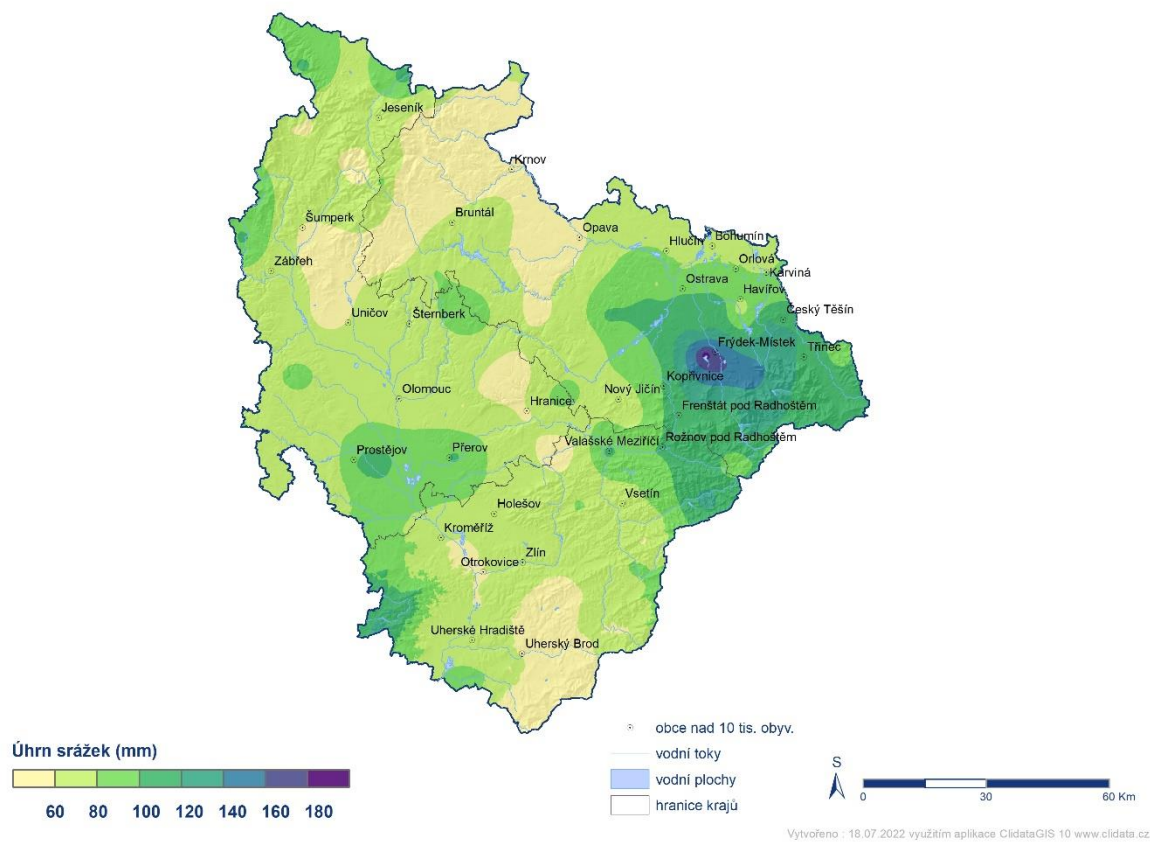 Jeseník
Krnov
Šumperk
Bruntál
Opava
Hlučín
Bohumín
Orlová
Zábřeh
Karviná
Ostrava
Havířov
Uničov
Šternberk
Český Těšín
Frýdek-Místek
Třinec
Kopřivnice
Olomouc
Nový Jičín
Hranice
Frenštát pod Radhoštěm
Valašské Meziříčí
Rožnov pod Radhoštěm
Prostějov
Přerov
Vsetín
Holešov
Kroměříž
Zlín
Otrokovice
Uherské Hradiště
Uherský Brod
Úhrn srážek (mm)
60 80 100 120 140 160 180
obce nad 10 tis. obyv.
vodní toky
vodní plochy
hranice krajů
S
0 30 60 Km
Vytvořeno : 18.07.2022 využitím aplikace ClidataGIS 10 www.clidata.cz